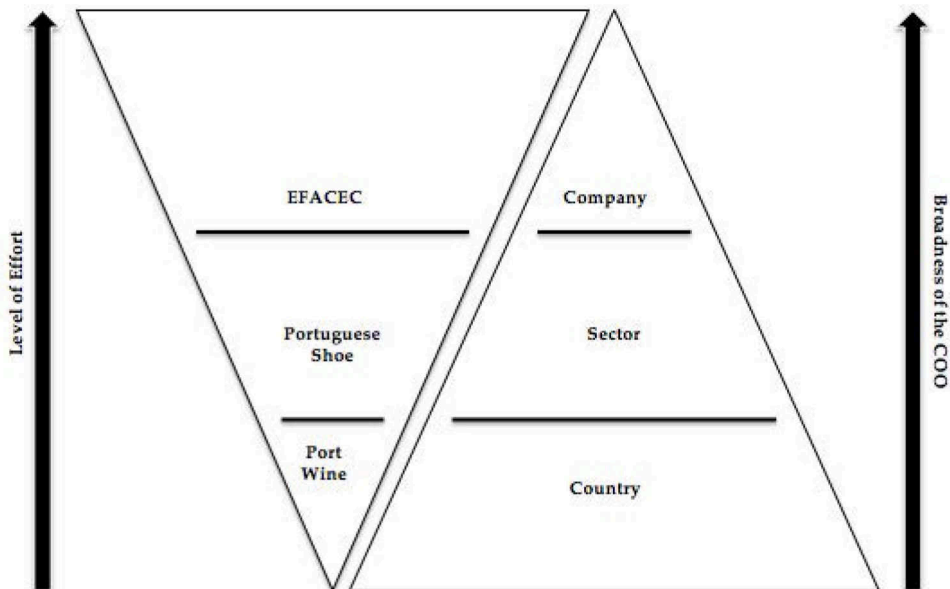 Level of Effort
EFACEC
Portuguese
Shoe
Port
Wine
Company
Sector
Country
Broadness of the COO